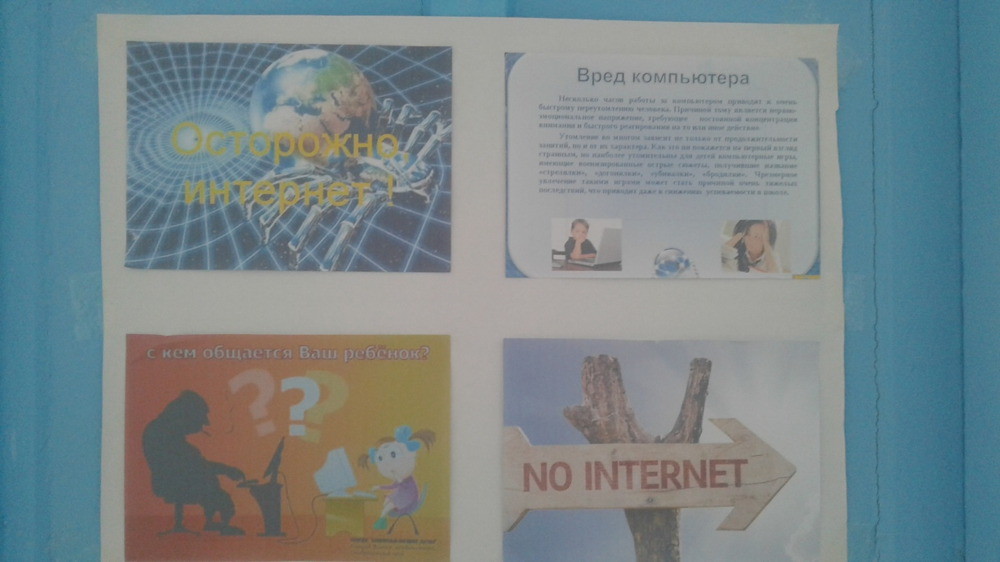 Осторожно,
интернет !
Вред компьютера
Несколько часов работы за компьютером приводят к очень
быстрому переутомлению человека. Причиной тому является нервно-
эмоциональное напряжение, требующее постоянной концентрации
внимания и быстрого реагирования на то или иное действие.
Утомление во многом зависит не только от продолжительности
занятий, но и от их характера. Как это ни покажется на первый взгляд
странным, но наиболее утомительны для детей компьютерные игры,
имеющие военизированные острые сюжеты, получившие название
«стрелялки», «догонялки», «убивалки», «бродилки». Чрезмерное
увлечение такими играми может стать причиной очень тяжелых
последствий, что приводит даже к снижению успеваемости в школе.
с кем общается Ваш ребёнок?
???
NO INTERNET